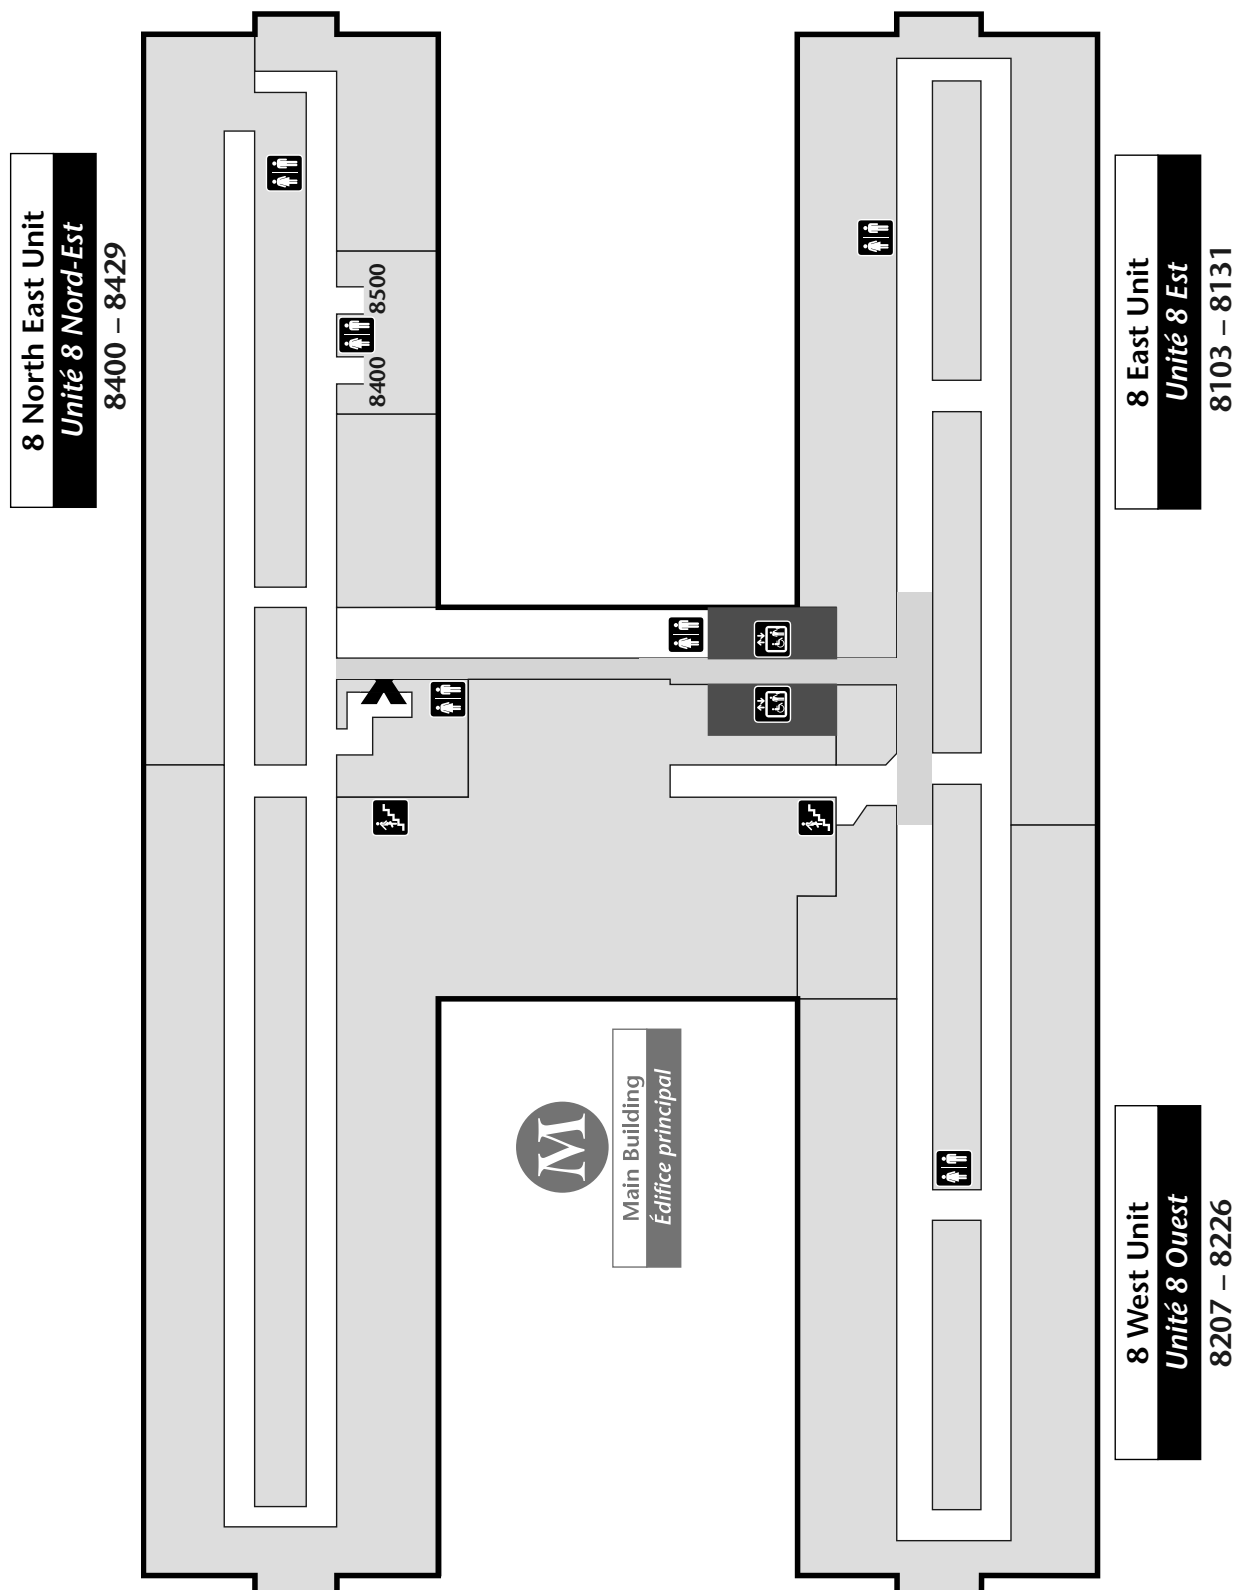 8 North East Unit
Unité 8 Nord-Est
8400 – 8429
8500
8400
8 East Unit
Unité 8 Est
8103 – 8131
M
Main Building
Édifice principal
8 West Unit
Unité 8 Ouest
8207 – 8226